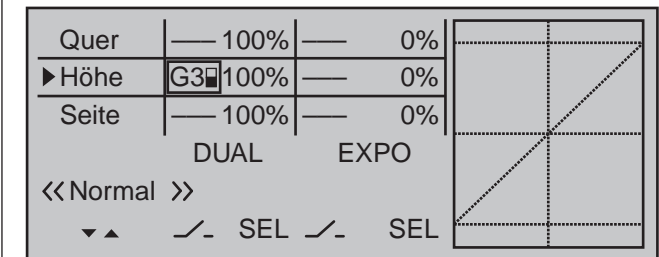 Quer ––– 100% ––– 0%
Höhe G3 100% ––– 0%
Seite ––– 100% ––– 0%
DUAL EXPO
«Normal »
SEL SEL